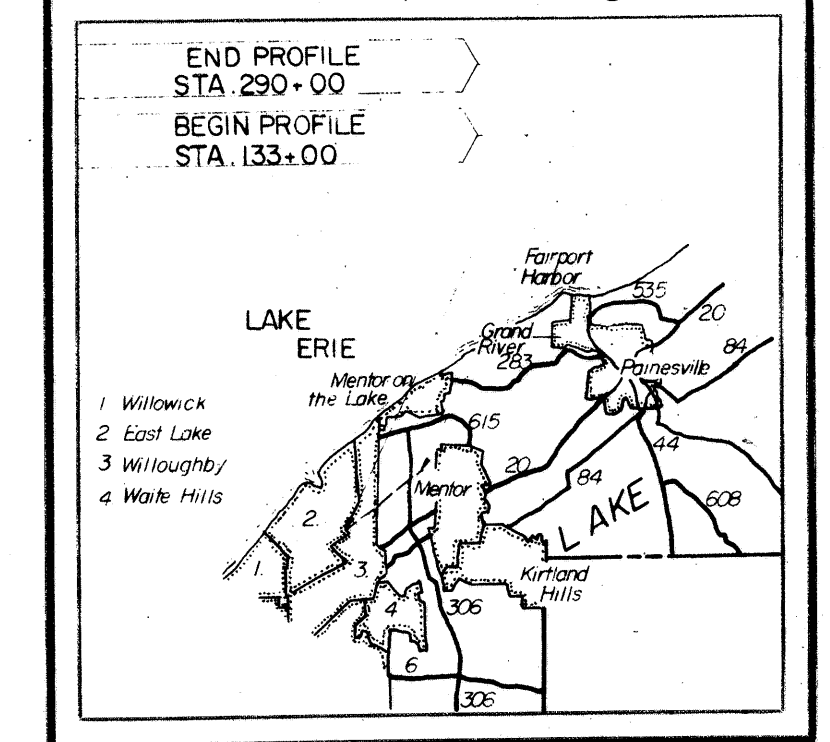 END PROFILE
STA. 290+00
BEGIN PROFILE
STA. 133+00
Fairport
Harbor
535
20
LAKE
ERIE
Grand
River
84
283
Painesville
Mentor on
the Lake
1 Willowick
2 East Lake
3 Willoughby
4 Waite Hills
615
44
20
84
Mentor
608
LAKE
2.
1.
3.
Kirtland
Hills
4
306
6
306